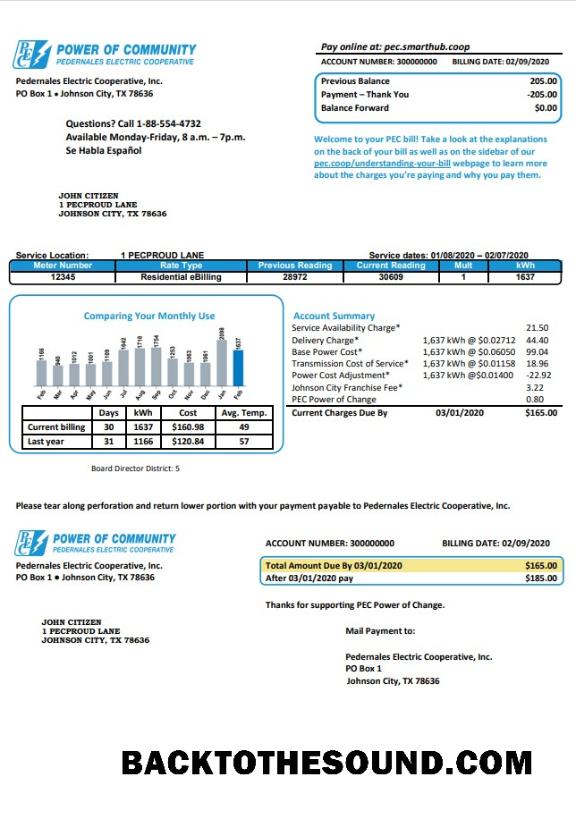 PEC
POWER OF COMMUNITY
PEDERNALES ELECTRIC COOPERATIVE
Pedernales Electric Cooperative, Inc.
PO Box 1 ● Johnson City, TX 78636
Questions? Call 1-88-554-4732
Available Monday-Friday, 8 a.m. – 7p.m.
Se Habla Español
JOHN CITIZEN
1 PECPROUD LANE
JOHNSON CITY, TX 78636
Pay online at: pec.smarthub.coop
ACCOUNT NUMBER: 300000000 BILLING DATE: 02/09/2020
Previous Balance 205.00
Payment – Thank You -205.00
Balance Forward $0.00
Welcome to your PEC bill! Take a look at the explanations
on the back of your bill as well as on the sidebar of our
pec.coop/understanding-your-bill webpage to learn more
about the charges you're paying and why you pay them.
Service Location: 1 PECPROUD LANE Service dates: 01/08/2020 – 02/07/2020
Meter Number Rate Type Previous Reading Current Reading Mult kWh
12345 Residential eBilling 28972 30609 1 1637
Comparing Your Monthly Use
1166 940 1012 1001 1109 1642 1716 1754 1253 1063 1061 2098 1637
Feb Mar Apr May Jun Jul Aug Sep Oct Nov Dec Jan Feb
Days kWh Cost Avg. Temp.
Current billing 30 1637 $160.98 49
Last year 31 1166 $120.84 57
Board Director District: 5
Account Summary
Service Availability Charge* 21.50
Delivery Charge* 1,637 kWh @ $0.02712 44.40
Base Power Cost* 1,637 kWh @ $0.06050 99.04
Transmission Cost of Service* 1,637 kWh @ $0.01158 18.96
Power Cost Adjustment* 1,637 kWh @$0.01400 -22.92
Johnson City Franchise Fee* 3.22
PEC Power of Change 0.80
Current Charges Due By 03/01/2020 $165.00
Please tear along perforation and return lower portion with your payment payable to Pedernales Electric Cooperative, Inc.
PEC
POWER OF COMMUNITY
PEDERNALES ELECTRIC COOPERATIVE
Pedernales Electric Cooperative, Inc.
PO Box 1 ● Johnson City, TX 78636
JOHN CITIZEN
1 PECPROUD LANE
JOHNSON CITY, TX 78636
ACCOUNT NUMBER: 300000000 BILLING DATE: 02/09/2020
Total Amount Due By 03/01/2020 $165.00
After 03/01/2020 pay $185.00
Thanks for supporting PEC Power of Change.
Mail Payment to:
Pedernales Electric Cooperative, Inc.
PO Box 1
Johnson City, TX 78636
BACKTOTHESOUND.COM